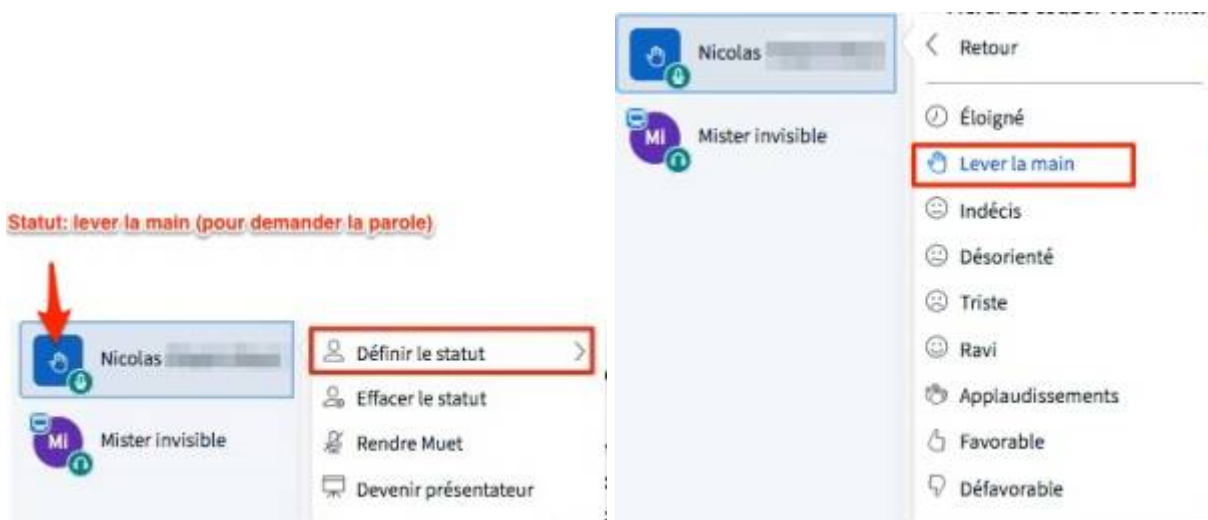 Statut: lever la main (pour demander la parole)
Nicolas
MI
Mister invisible
Définir le statut
Effacer le statut
Rendre Muet
Devenir présentateur
Nicolas
MI
Mister invisible
Retour
Éloigné
Lever la main
Indécis
Désorienté
Triste
Ravi
Applaudissements
Favorable
Défavorable